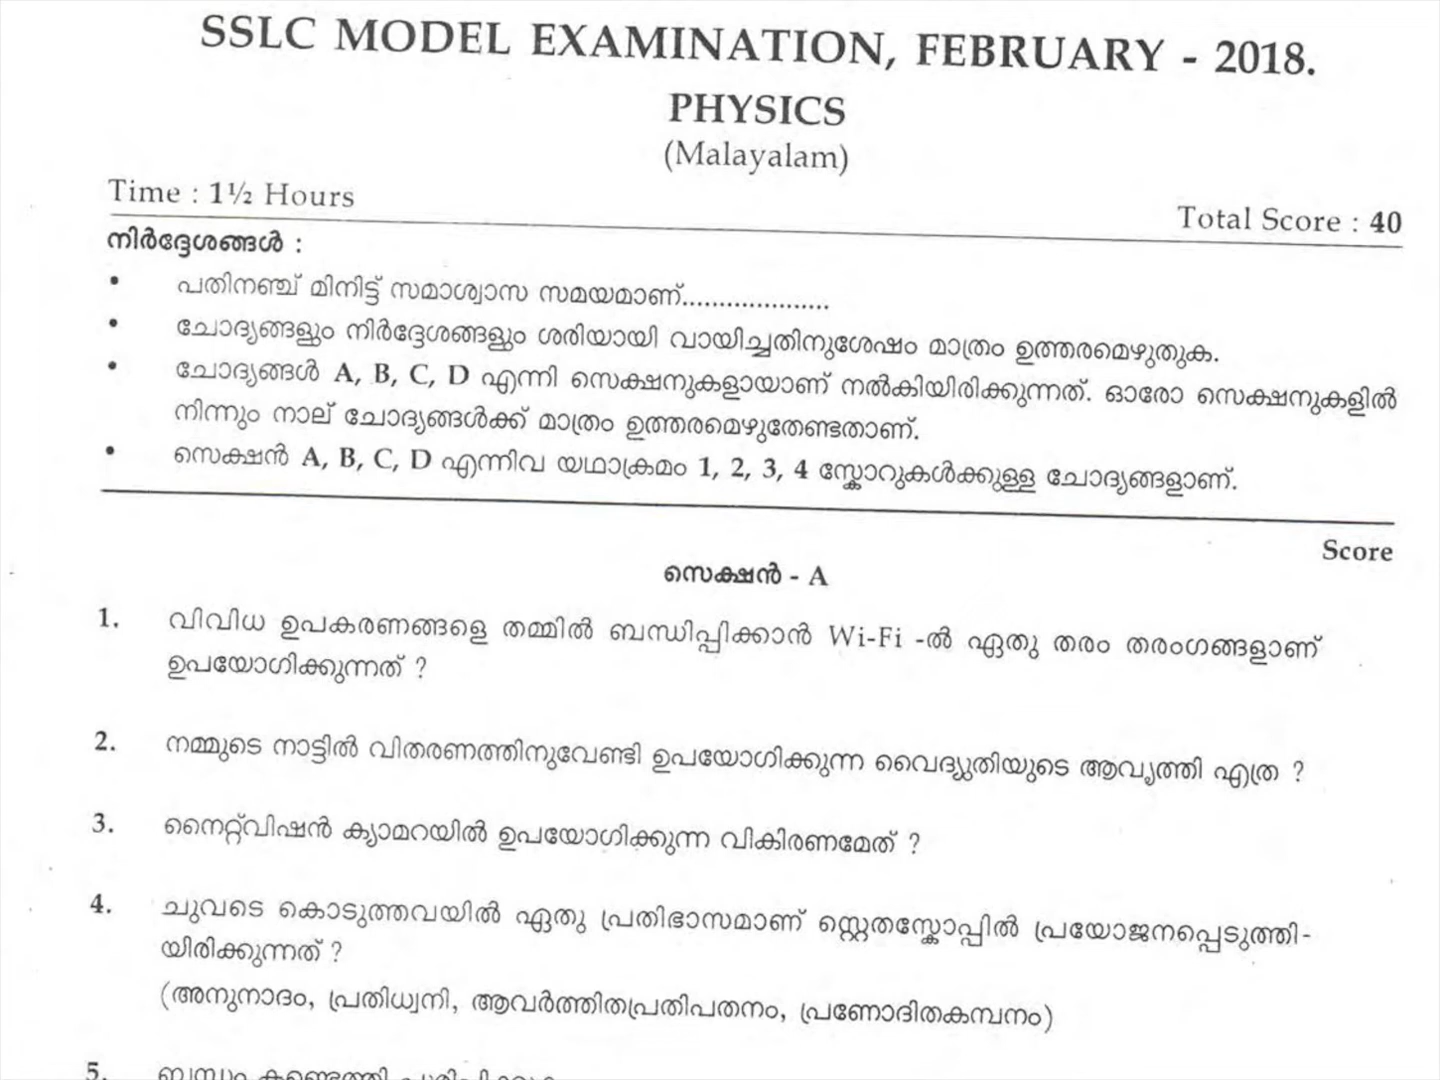 SSLC MODEL EXAMINATION, FEBRUARY - 2018.
PHYSICS
(Malayalam)
Time : 1½ Hours
Total Score : 40
നിർദ്ദേശങ്ങൾ :
• പതിനഞ്ച് മിനിട്ട് സമാശ്വാസ സമയമാണ്....................
• ചോദ്യങ്ങളും നിർദ്ദേശങ്ങളും ശരിയായി വായിച്ചതിനുശേഷം മാത്രം ഉത്തരമെഴുതുക.
• ചോദ്യങ്ങൾ A, B, C, D എന്നി സെക്ഷനുകളായാണ് നൽകിയിരിക്കുന്നത്. ഓരോ സെക്ഷനുകളിൽ
നിന്നും നാല് ചോദ്യങ്ങൾക്ക് മാത്രം ഉത്തരമെഴുതേണ്ടതാണ്.
• സെക്ഷൻ A, B, C, D എന്നിവ യഥാക്രമം 1, 2, 3, 4 സ്കോറുകൾക്കുള്ള ചോദ്യങ്ങളാണ്.
Score
സെക്ഷൻ - A
1. വിവിധ ഉപകരണങ്ങളെ തമ്മിൽ ബന്ധിപ്പിക്കാൻ Wi-Fi -ൽ ഏതു തരം തരംഗങ്ങളാണ്
ഉപയോഗിക്കുന്നത് ?
2. നമ്മുടെ നാട്ടിൽ വിതരണത്തിനുവേണ്ടി ഉപയോഗിക്കുന്ന വൈദ്യുതിയുടെ ആവൃത്തി എത്ര ?
3. നൈറ്റ്‌വിഷൻ ക്യാമറയിൽ ഉപയോഗിക്കുന്ന വികിരണമേത് ?
4. ചുവടെ കൊടുത്തവയിൽ ഏതു പ്രതിഭാസമാണ് സ്റ്റെതസ്കോപ്പിൽ പ്രയോജനപ്പെടുത്തി-
യിരിക്കുന്നത് ?
(അനുനാദം, പ്രതിധ്വനി, ആവർത്തിതപ്രതിപതനം, പ്രണോദിതകമ്പനം)
5.